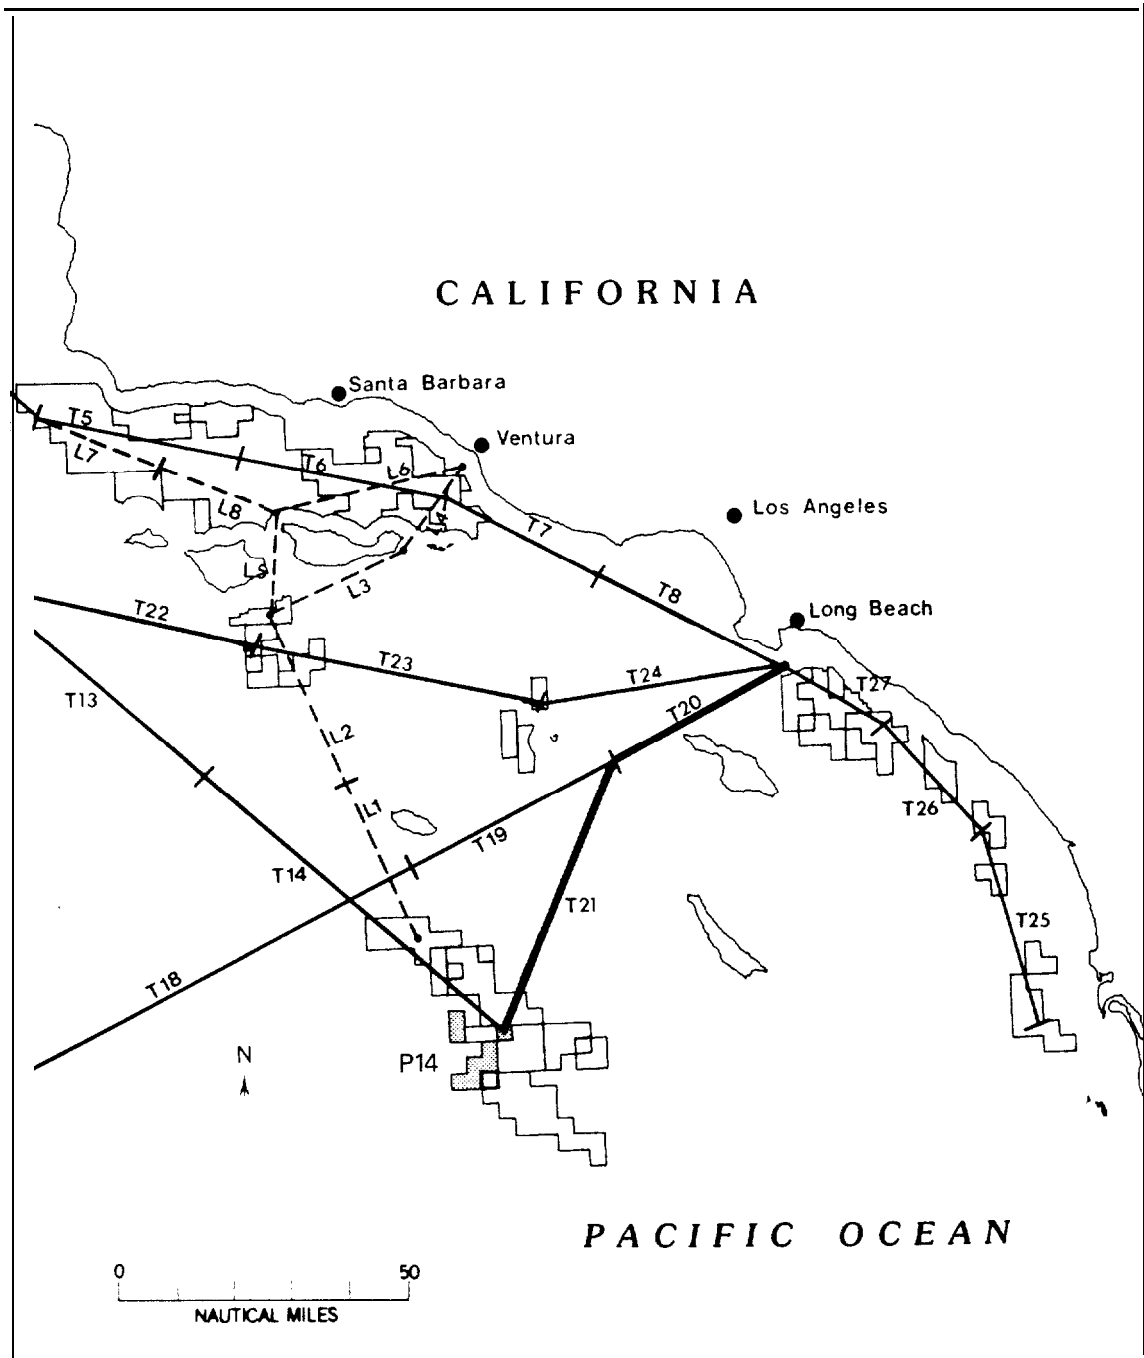 CALIFORNIA
Santa Barbara
T5
Ventura
L7
T6
L6
L8
L4
T7
Los Angeles
L5
L3
T8
T22
Long Beach
T23
T24
T27
T13
T20
L2
L1
T26
T19
T14
T21
T25
T18
N
P14
PACIFIC OCEAN
0 50
NAUTICAL MILES